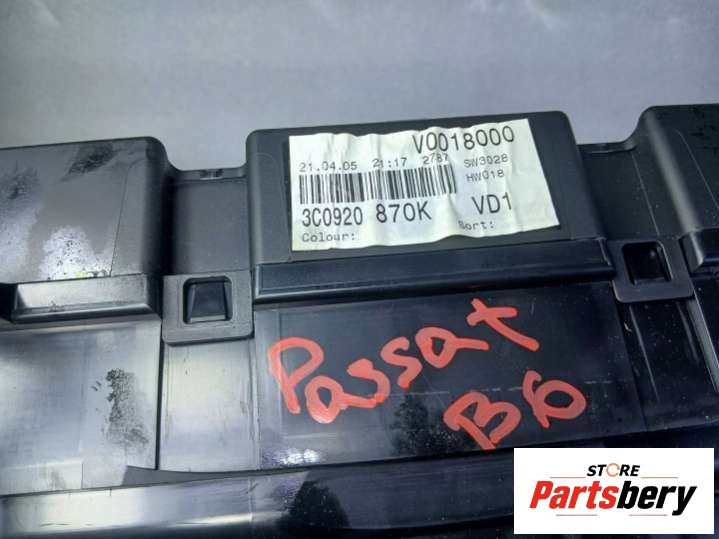 V0018000
21.04.05 21:17 2787 SW3028
HW018
3C0920 870K VD1
Colour: Sort:
Passat
B6
STORE
Partsbery